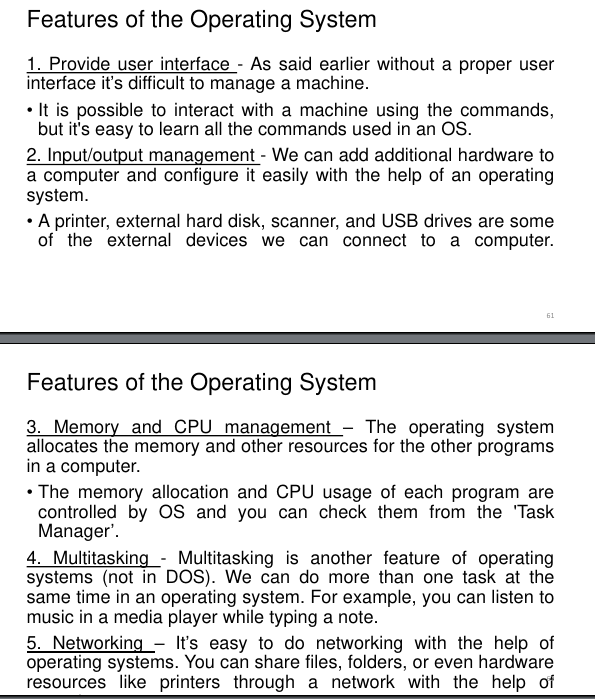 Features of the Operating System
1. Provide user interface - As said earlier without a proper user
interface it’s difficult to manage a machine.
• It is possible to interact with a machine using the commands,
but it's easy to learn all the commands used in an OS.
2. Input/output management - We can add additional hardware to
a computer and configure it easily with the help of an operating
system.
• A printer, external hard disk, scanner, and USB drives are some
of the external devices we can connect to a computer.
61
Features of the Operating System
3. Memory and CPU management – The operating system
allocates the memory and other resources for the other programs
in a computer.
• The memory allocation and CPU usage of each program are
controlled by OS and you can check them from the 'Task
Manager’.
4. Multitasking - Multitasking is another feature of operating
systems (not in DOS). We can do more than one task at the
same time in an operating system. For example, you can listen to
music in a media player while typing a note.
5. Networking – It’s easy to do networking with the help of
operating systems. You can share files, folders, or even hardware
resources like printers through a network with the help of